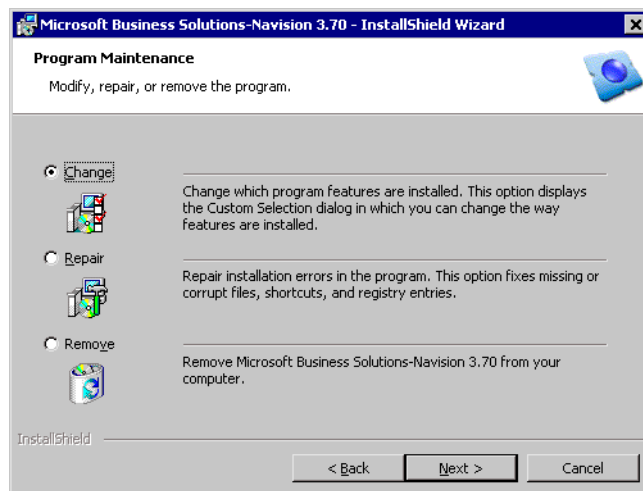 Microsoft Business Solutions-Navision 3.70 - InstallShield Wizard
Program Maintenance
Modify, repair, or remove the program.
Change
Change which program features are installed. This option displays
the Custom Selection dialog in which you can change the way
features are installed.
Repair
Repair installation errors in the program. This option fixes missing or
corrupt files, shortcuts, and registry entries.
Remove
Remove Microsoft Business Solutions-Navision 3.70 from your
computer.
InstallShield
< Back
Next >
Cancel